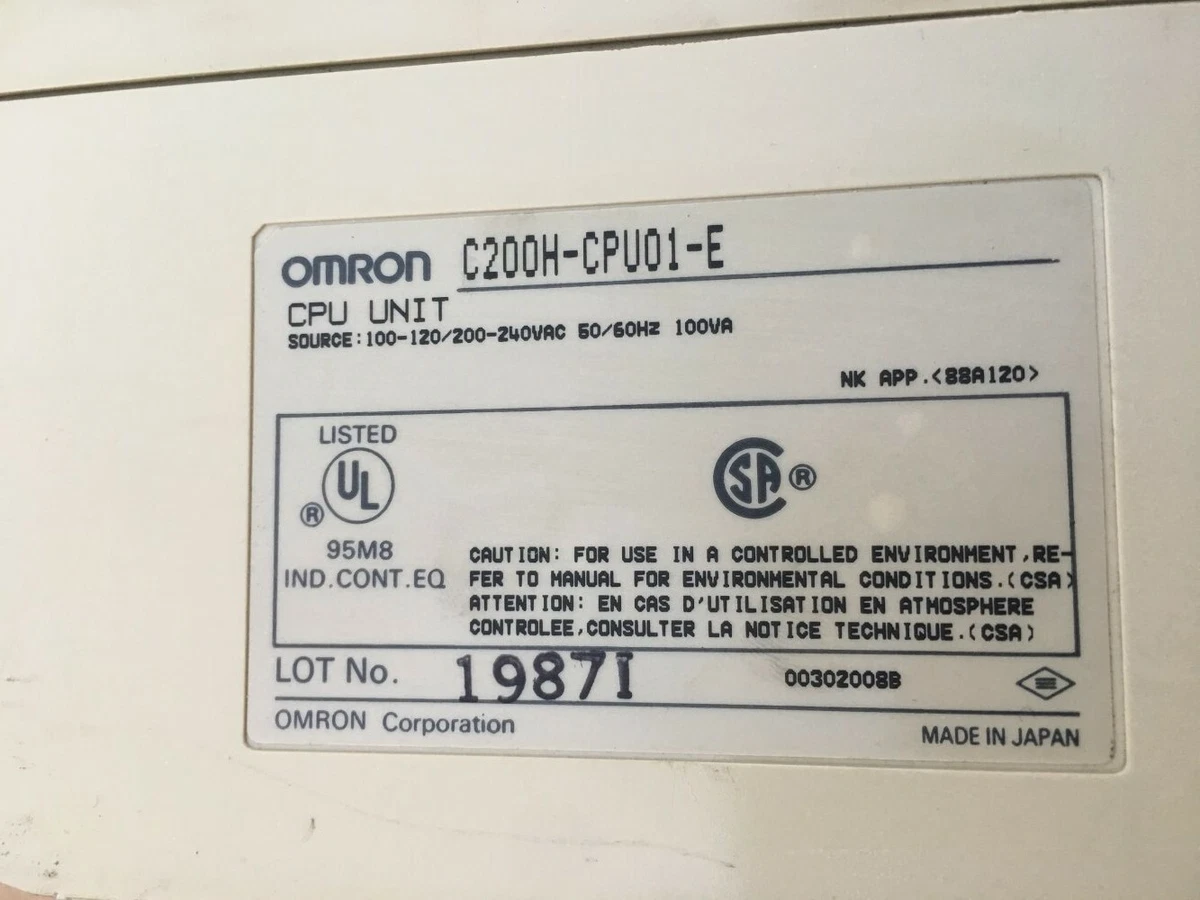 OMRON C200H-CPU01-E
CPU UNIT
SOURCE:100-120/200-240VAC 50/60HZ 100VA
NK APP.<88A120>
LISTED
UL
®
95M8
IND.CONT.EQ
CSA ®
CAUTION: FOR USE IN A CONTROLLED ENVIRONMENT,RE-
FER TO MANUAL FOR ENVIRONMENTAL CONDITIONS.(CSA)
ATTENTION: EN CAS D'UTILISATION EN ATMOSPHERE
CONTROLEE,CONSULTER LA NOTICE TECHNIQUE.(CSA)
LOT No. 1987I 00302008B
OMRON Corporation
MADE IN JAPAN